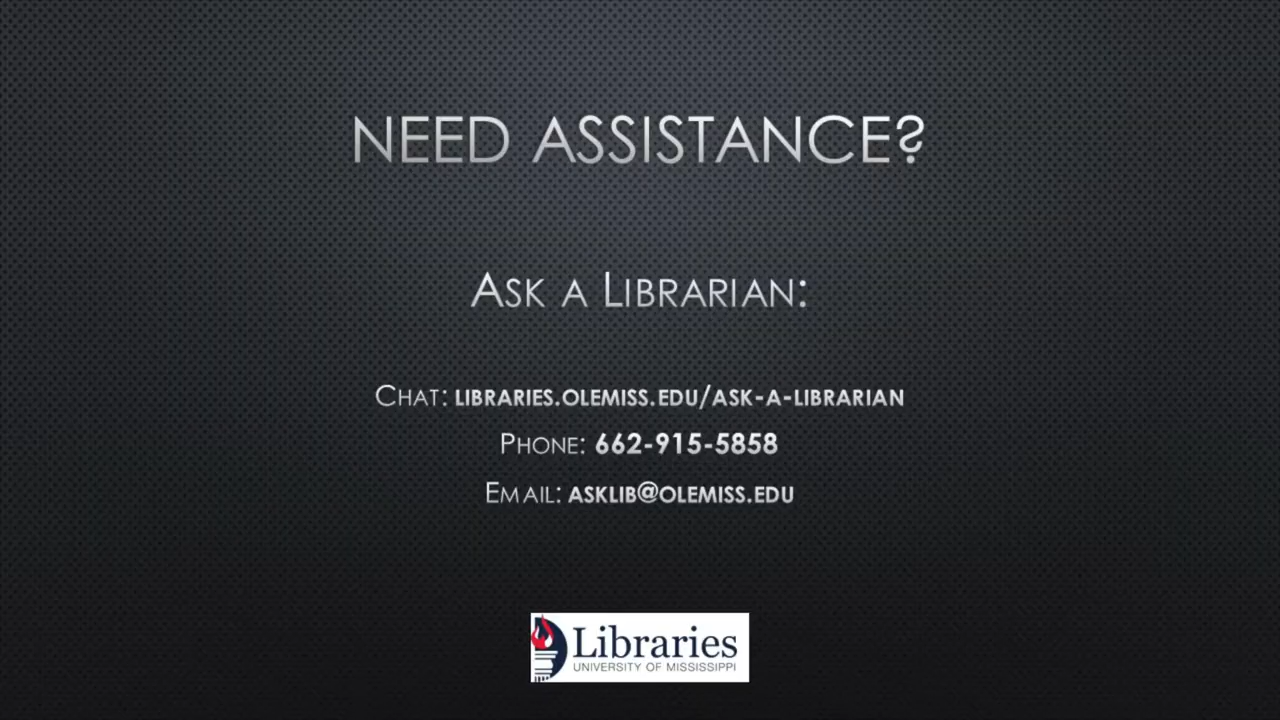 NEED ASSISTANCE?
ASK A LIBRARIAN:
CHAT: LIBRARIES.OLEMISS.EDU/ASK-A-LIBRARIAN
PHONE: 662-915-5858
EMAIL: ASKLIB@OLEMISS.EDU
Libraries
UNIVERSITY OF MISSISSIPPI